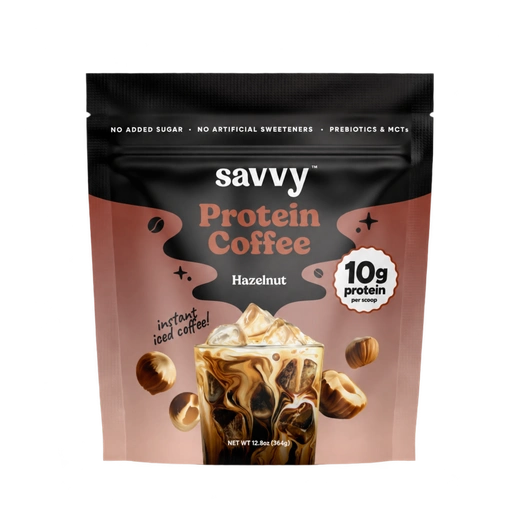 NO ADDED SUGAR • NO ARTIFICIAL SWEETENERS • PREBIOTICS & MCTs
savvy™
Protein
Coffee
Hazelnut
10g
protein
per scoop
instant
iced coffee!
NET WT 12.8oz (364g)